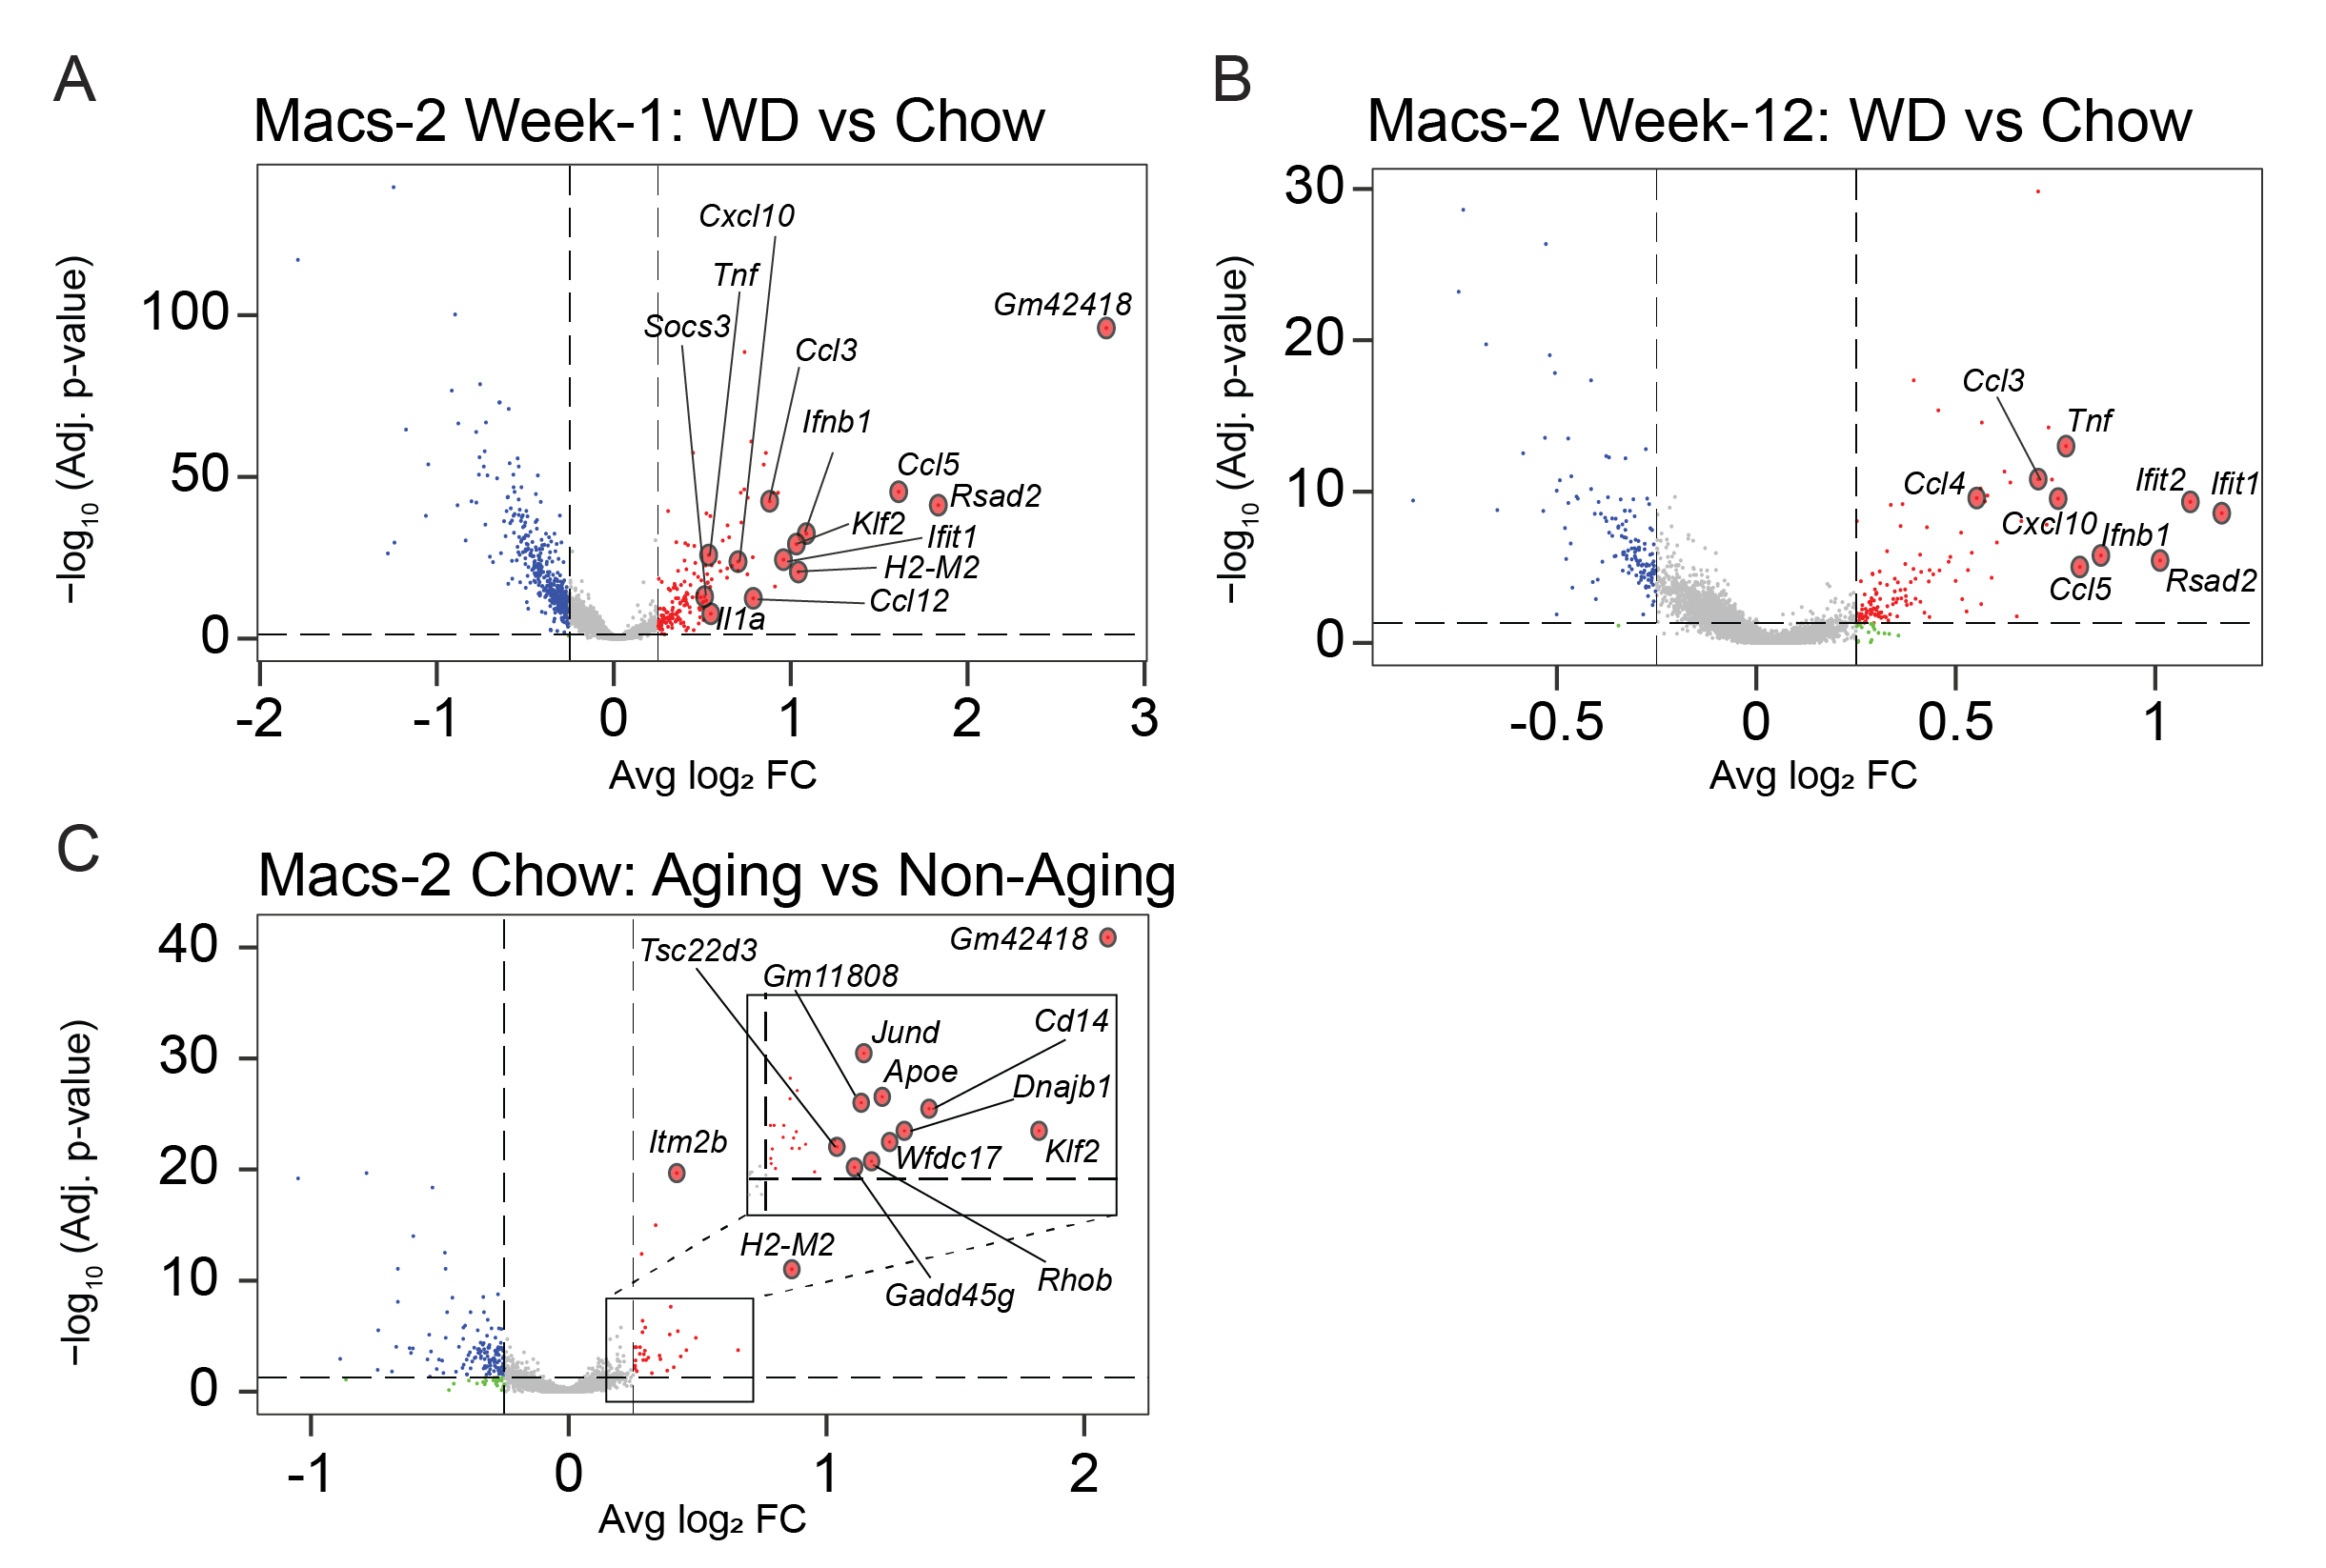 A
Macs-2 Week-1: WD vs Chow
−log10 (Adj. p-value)
100
50
0
-2
-1
0
1
2
3
Avg log₂ FC
Cxcl10
Tnf
Socs3
Ccl3
Gm42418
Ifnb1
Ccl5
Rsad2
Klf2
Ifit1
H2-M2
Ccl12
Il1a
B
Macs-2 Week-12: WD vs Chow
−log10 (Adj. p-value)
30
20
10
0
-0.5
0
0.5
1
Avg log₂ FC
Ccl3
Tnf
Ccl4
Ifit2
Ifit1
Cxcl10
Ifnb1
Ccl5
Rsad2
C
Macs-2 Chow: Aging vs Non-Aging
−log10 (Adj. p-value)
40
30
20
10
0
-1
0
1
2
Avg log₂ FC
Tsc22d3
Gm42418
Gm11808
Jund
Cd14
Apoe
Dnajb1
Itm2b
Wfdc17
Klf2
H2-M2
Gadd45g
Rhob